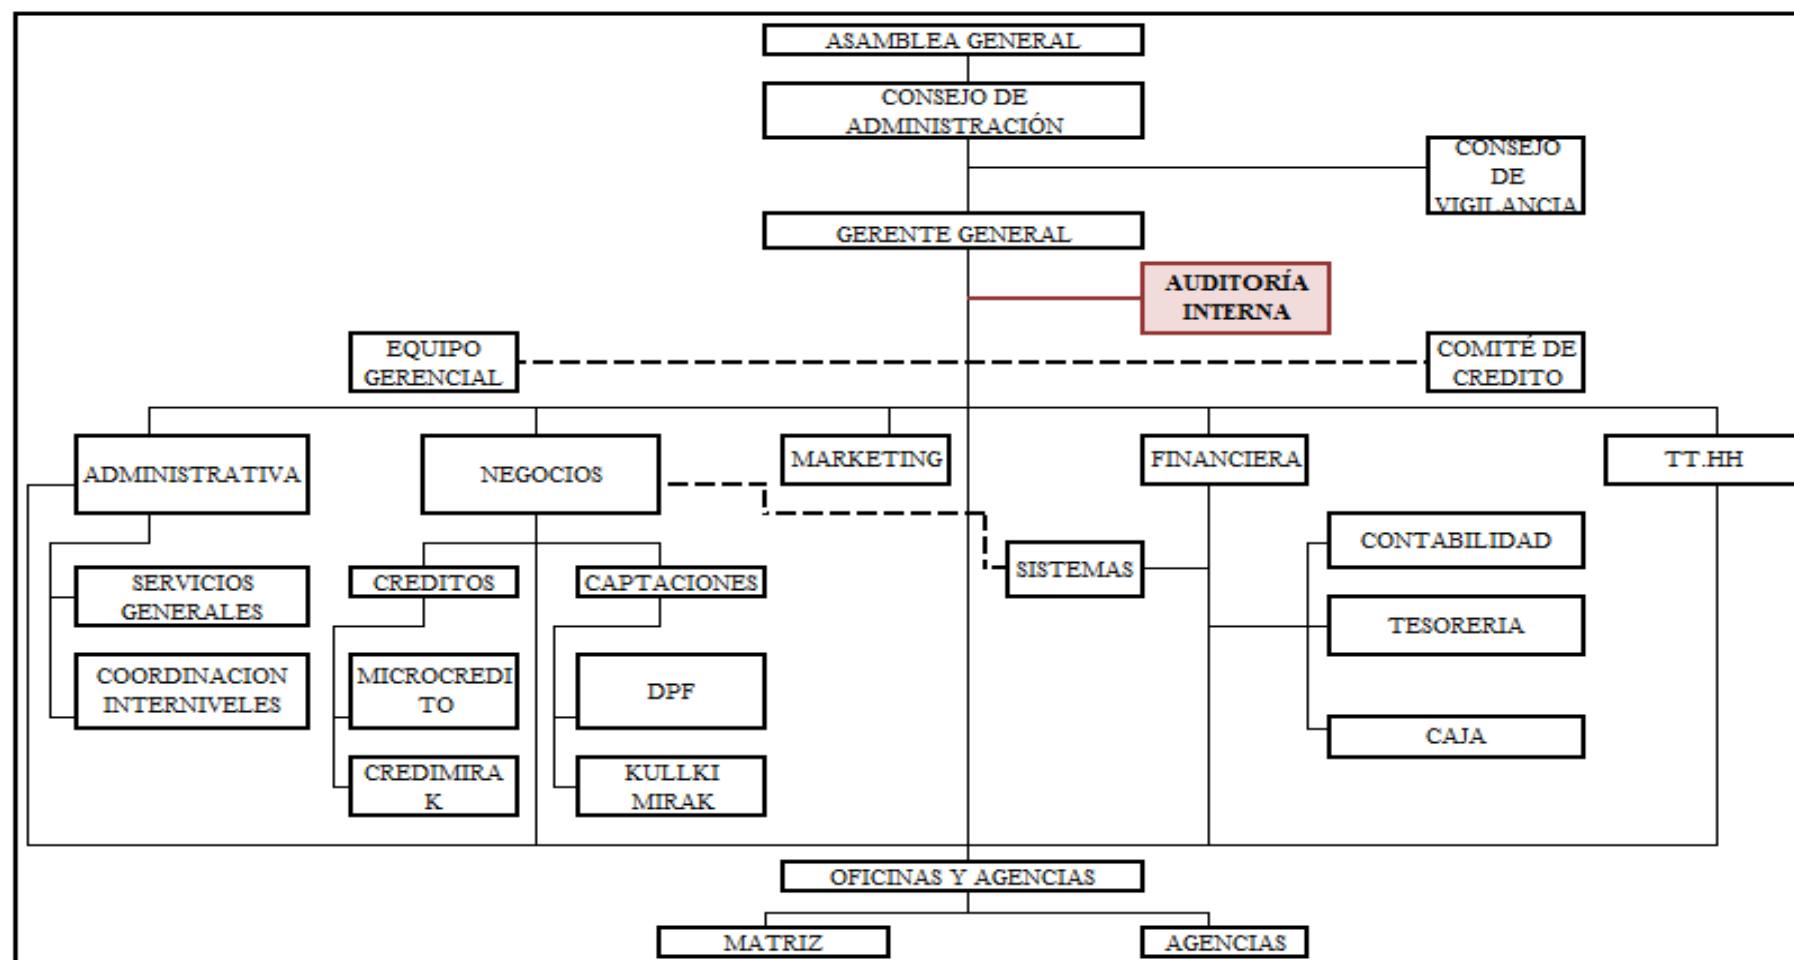 ASAMBLEA GENERAL
CONSEJO DE
ADMINISTRACIÓN
CONSEJO
DE
VIGILANCIA
GERENTE GENERAL
AUDITORÍA
INTERNA
EQUIPO
GERENCIAL
COMITÉ DE
CREDITO
ADMINISTRATIVA
NEGOCIOS
MARKETING
FINANCIERA
TT.HH
SERVICIOS
GENERALES
COORDINACION
INTERNIVELES
CREDITOS
MICROCREDI
TO
CREDIMIRA
K
CAPTACIONES
DPF
KULLKI
MIRAK
SISTEMAS
CONTABILIDAD
TESORERIA
CAJA
OFICINAS Y AGENCIAS
MATRIZ
AGENCIAS